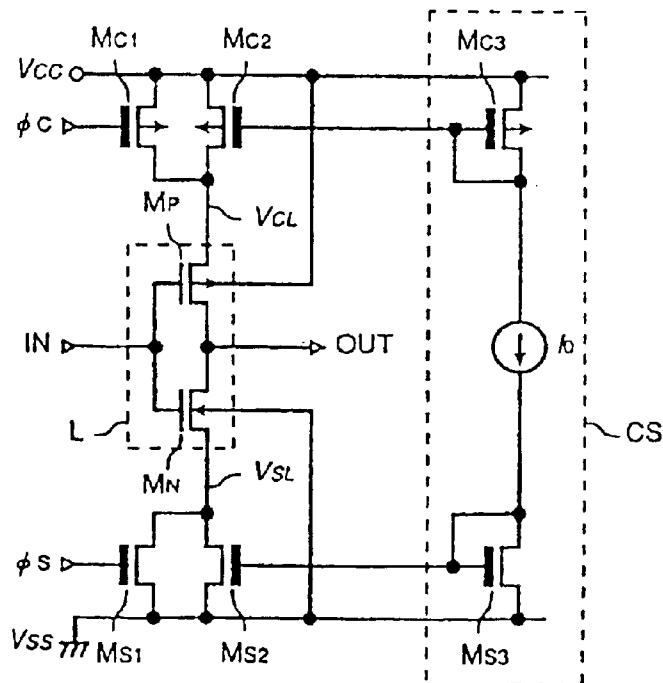 MC1 MC2 MC3
VCC
φC
MP VCL
IN OUT I0
L CS
MN VSL
φS
VSS MS1 MS2 MS3